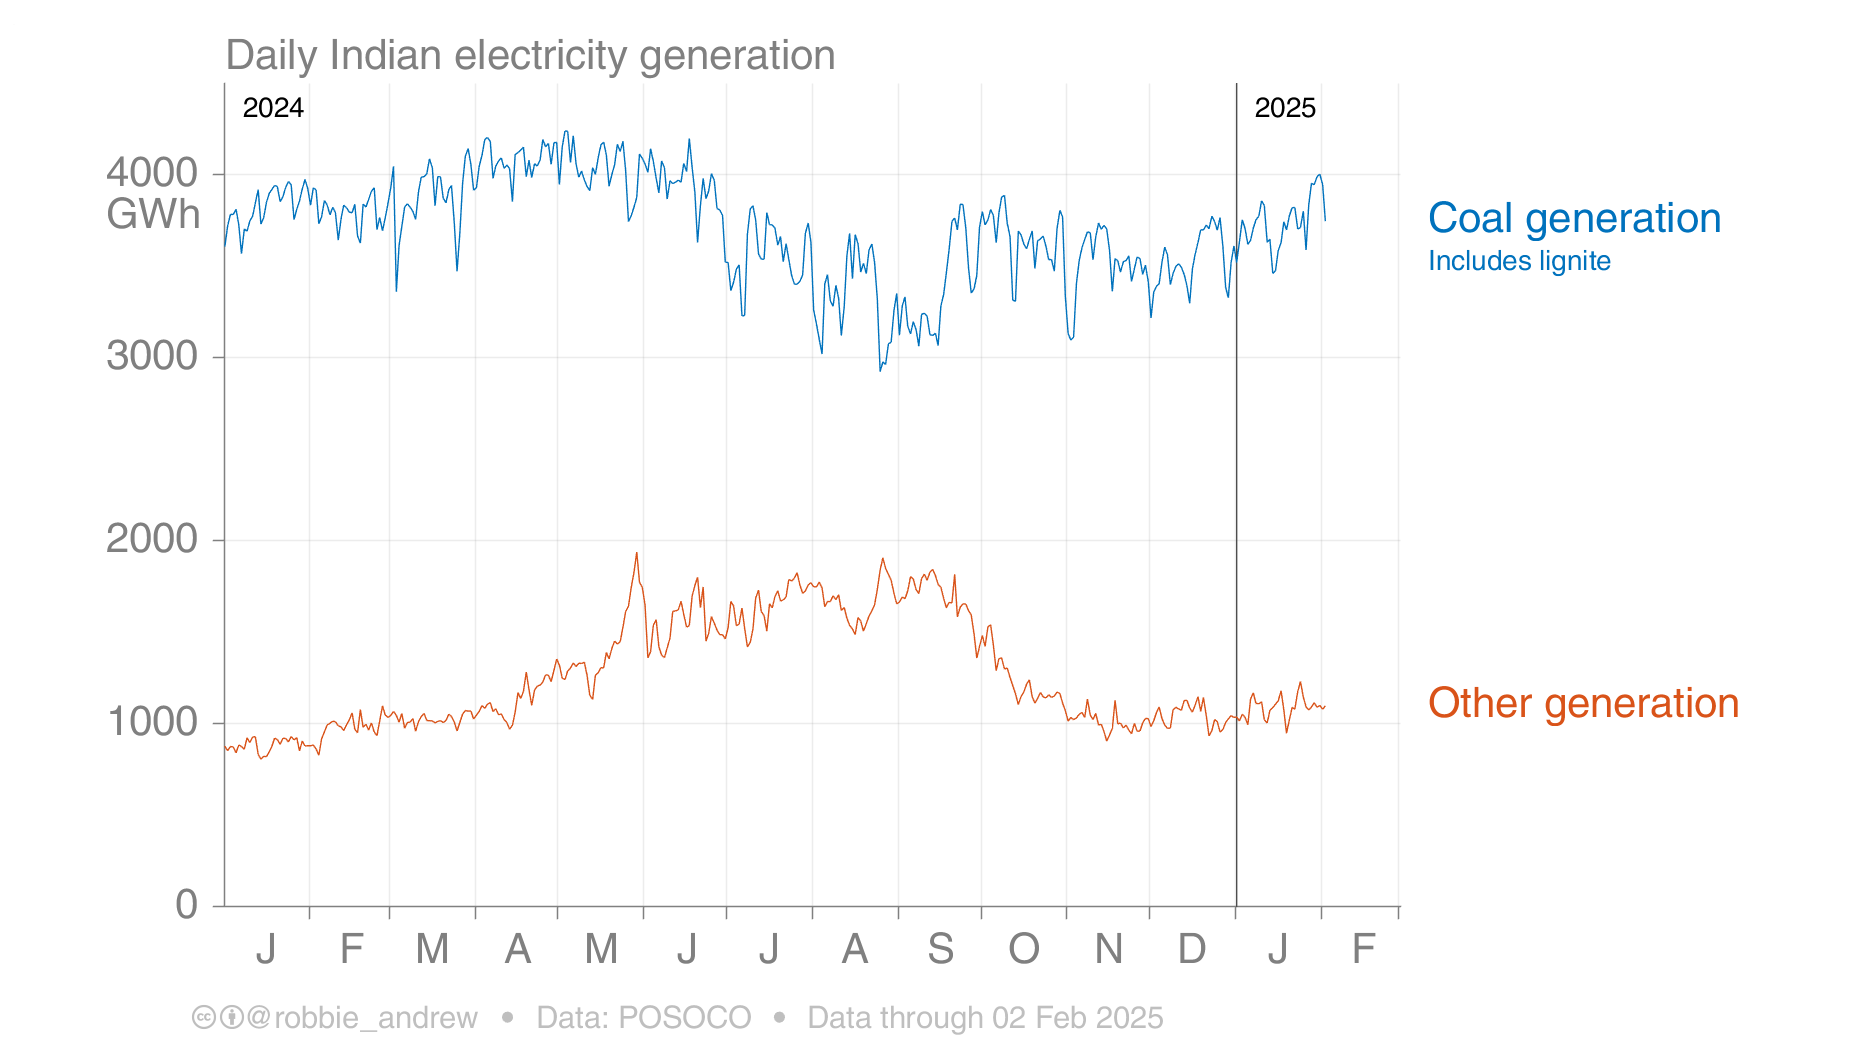 Daily Indian electricity generation
2024
2025
4000
GWh
3000
2000
1000
0
Coal generation
Includes lignite
Other generation
J F M A M J J A S O N D J F
@robbie_andrew • Data: POSOCO • Data through 02 Feb 2025